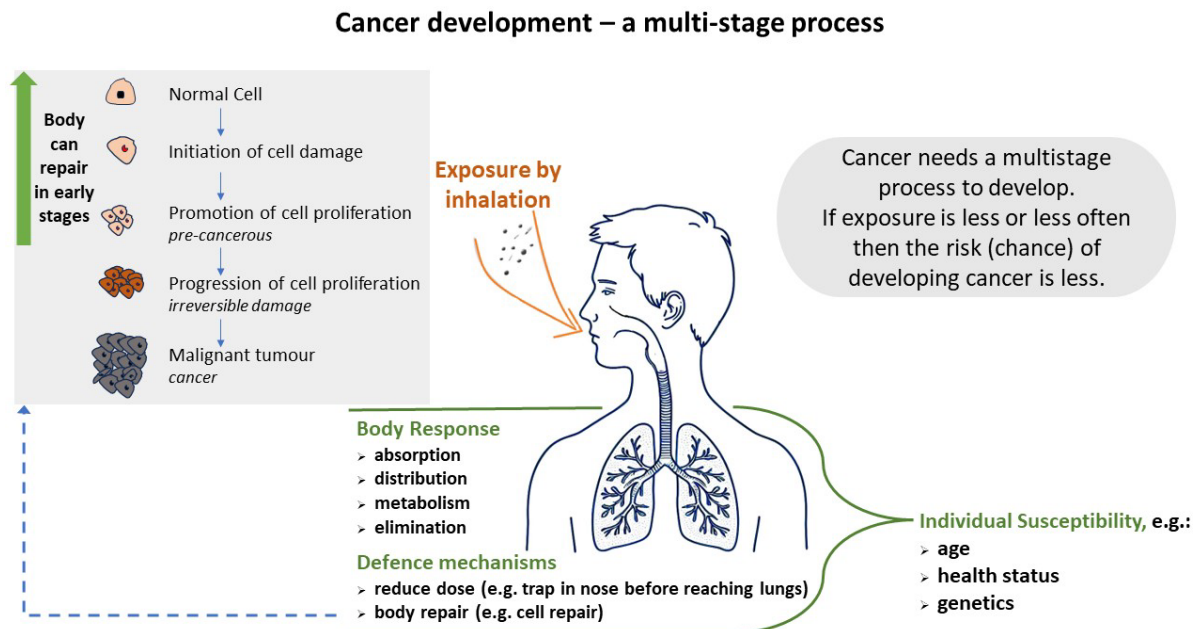 Cancer development – a multi-stage process
Body
can
repair
in early
stages
Normal Cell
Initiation of cell damage
Promotion of cell proliferation
pre-cancerous
Progression of cell proliferation
irreversible damage
Malignant tumour
cancer
Exposure by
inhalation
Cancer needs a multistage
process to develop.
If exposure is less or less often
then the risk (chance) of
developing cancer is less.
Body Response
➢ absorption
➢ distribution
➢ metabolism
➢ elimination
Defence mechanisms
➢ reduce dose (e.g. trap in nose before reaching lungs)
➢ body repair (e.g. cell repair)
Individual Susceptibility, e.g.:
➢ age
➢ health status
➢ genetics